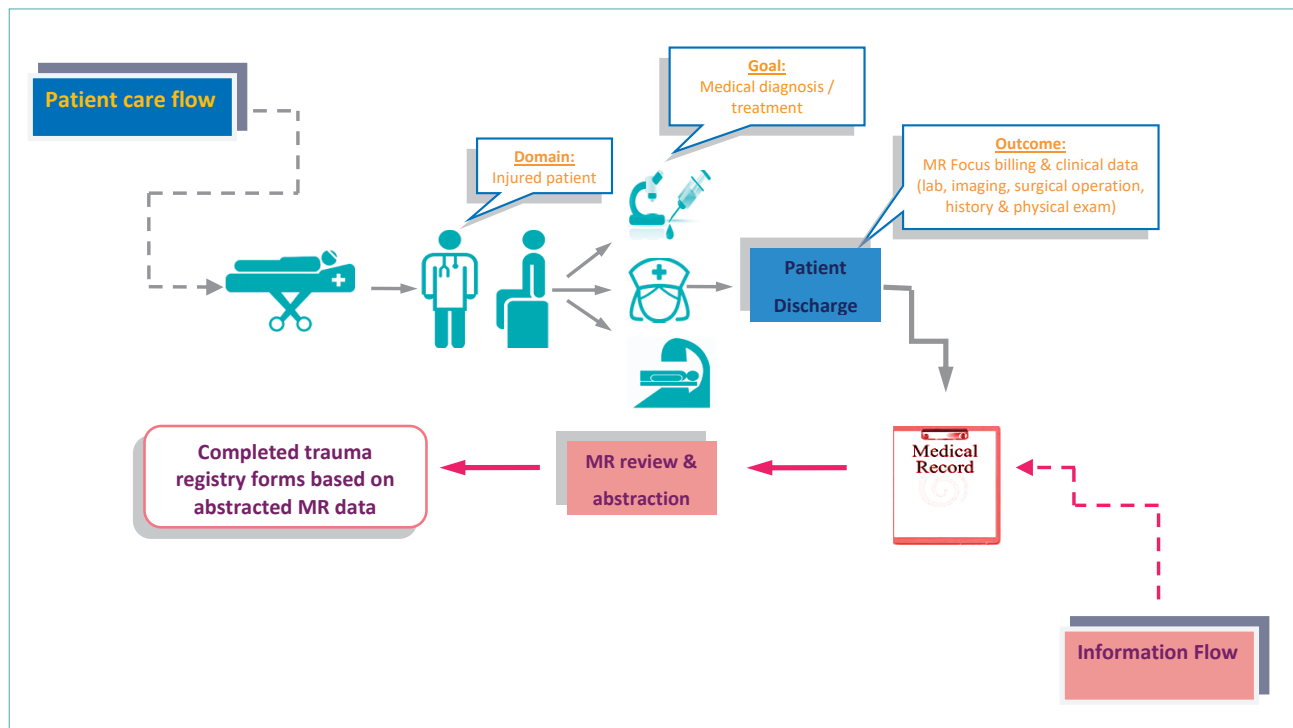 Patient care flow
Goal:
Medical diagnosis /
treatment
Domain:
Injured patient
Outcome:
MR Focus billing & clinical data
(lab, imaging, surgical operation,
history & physical exam)
Patient
Discharge
Medical
Record
MR review &
abstraction
Completed trauma
registry forms based on
abstracted MR data
Information Flow